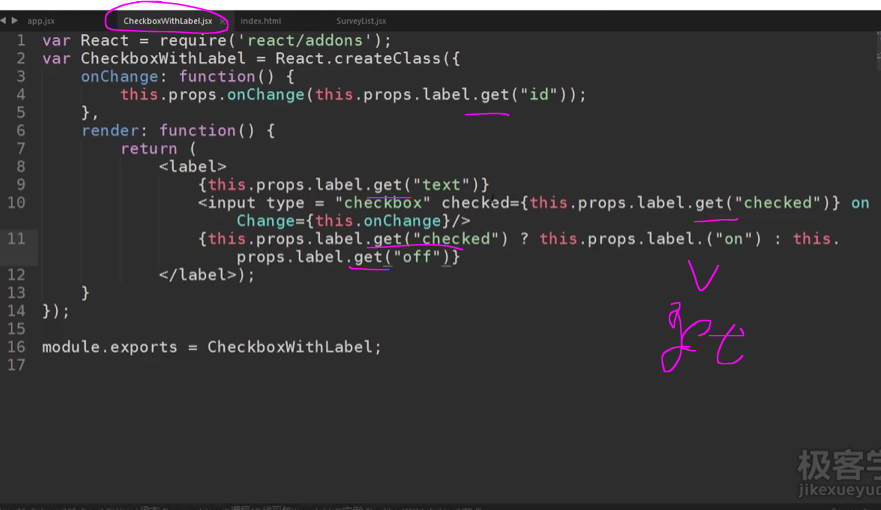 app.jsx CheckboxWithLabel.jsx × index.html SurveyList.jsx
1 var React = require('react/addons');
2 var CheckboxWithLabel = React.createClass({
3 onChange: function() {
4 this.props.onChange(this.props.label.get("id"));
5 },
6 render: function() {
7 return (
8 <label>
9 {this.props.label.get("text")}
10 <input type = "checkbox" checked={this.props.label.get("checked")} on
Change={this.onChange}/>
11 {this.props.label.get("checked") ? this.props.label.("on") : this.
props.label.get("off")}
12 </label>);
13 }
14 });
15
16 module.exports = CheckboxWithLabel;
17
get
极客学
jikexueyua